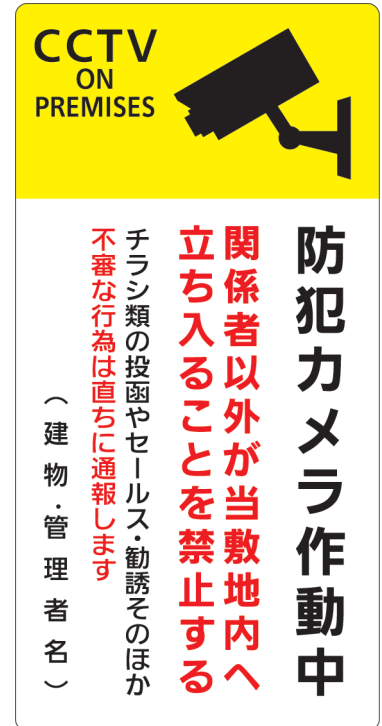 CCTV
ON
PREMISES
防犯カメラ作動中
関係者以外が当敷地内へ
立ち入ることを禁止する
チラシ類の投函やセールス・勧誘そのほか
不審な行為は直ちに通報します
（建物・管理者名）